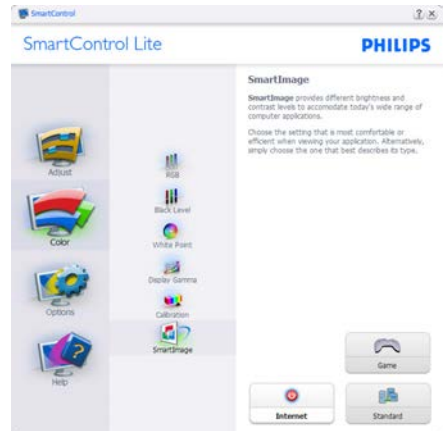 SmartControl
SmartControl Lite
PHILIPS
Adjust
Color
Options
Help
RGB
Black Level
White Point
Display Gamma
Calibration
SmartImage
SmartImage
SmartImage provides different brightness and
contrast levels to accomodate today's wide range of
computer applications.
Choose the setting that is most comfortable or
efficient when viewing your application. Alternatively,
simply choose the one that best describes its type.
Game
Internet
Standard